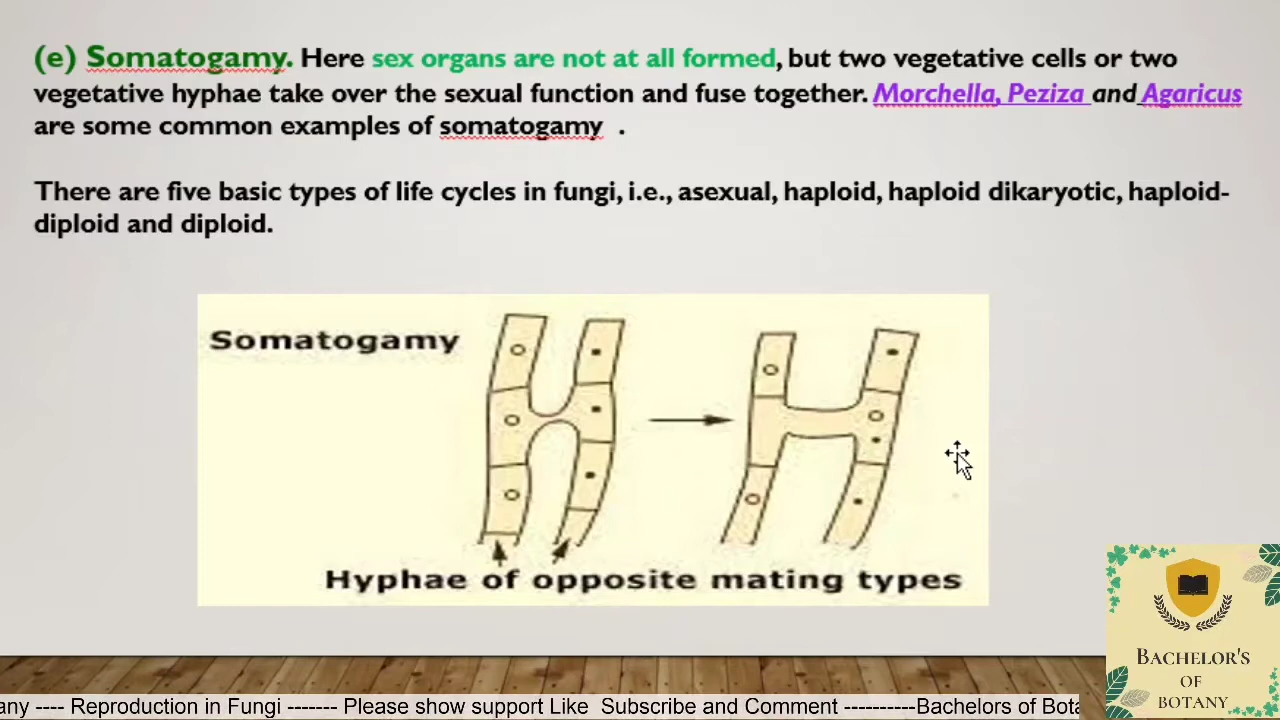 (e) Somatogamy. Here sex organs are not at all formed, but two vegetative cells or two
vegetative hyphae take over the sexual function and fuse together. Morchella, Peziza and Agaricus
are some common examples of somatogamy .
There are five basic types of life cycles in fungi, i.e., asexual, haploid, haploid dikaryotic, haploid-
diploid and diploid.
Somatogamy
Hyphae of opposite mating types
BACHELOR'S
OF
BOTANY
any ---- Reproduction in Fungi ------- Please show support Like  Subscribe and Comment ----------Bachelors of Bota